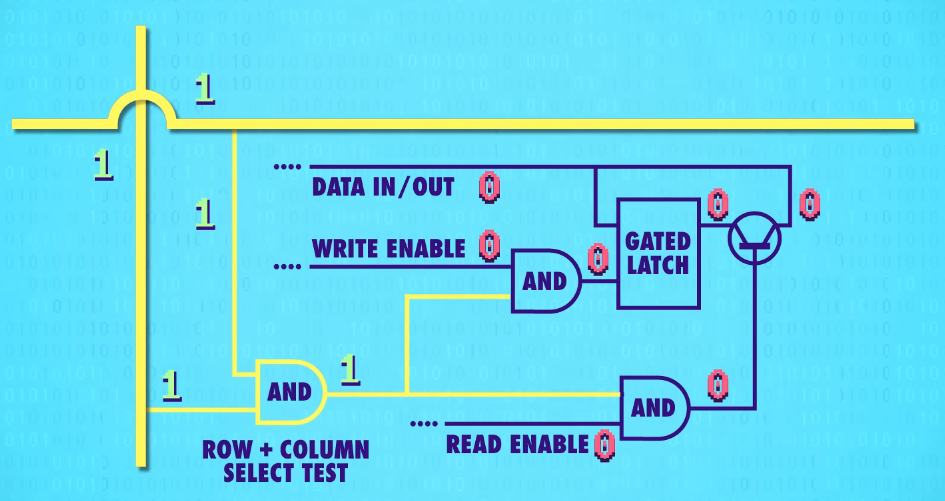 1
1
DATA IN/OUT 0
0
0
1
WRITE ENABLE 0
0
GATED
LATCH
AND
1
1
AND
0
AND
READ ENABLE 0
ROW + COLUMN
SELECT TEST